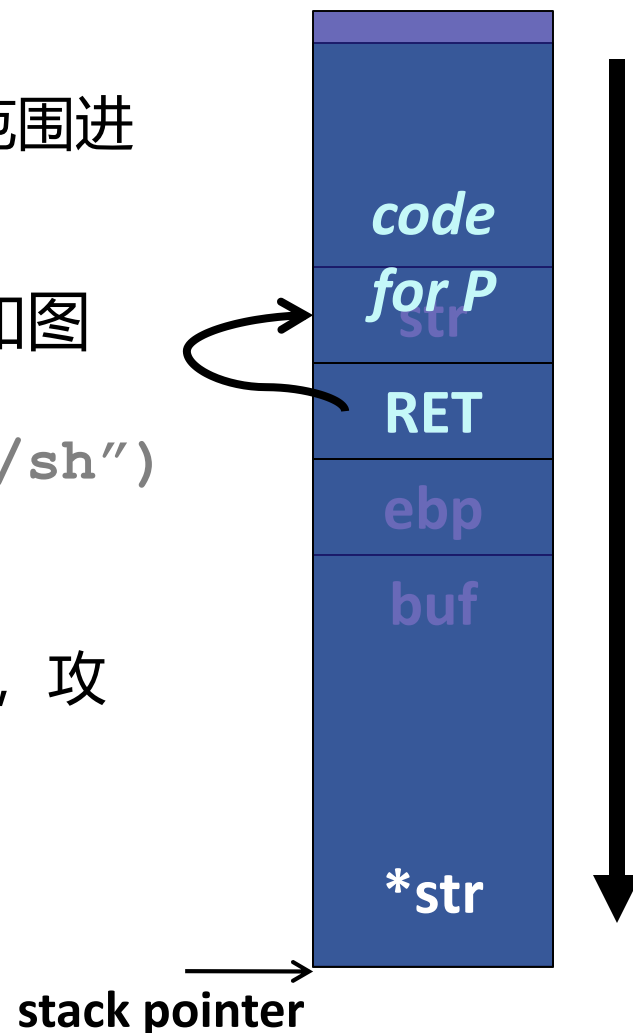 范围进
如图
/sh″)
，攻
code
for P
str
RET
ebp
buf
*str
stack pointer